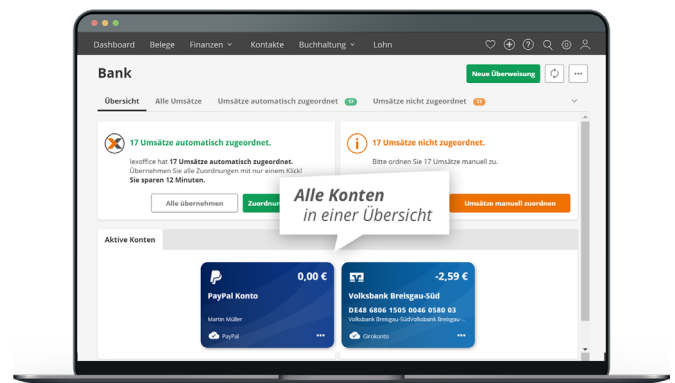 Dashboard Belege Finanzen Kontakte Buchhaltung Lohn
Bank
Neue Überweisung
Übersicht Alle Umsätze Umsätze automatisch zugeordnet 17 Umsätze nicht zugeordnet 17
17 Umsätze automatisch zugeordnet.
lexoffice hat 17 Umsätze automatisch zugeordnet.
Übernehmen Sie alle Zuordnungen mit nur einem Klick!
Sie sparen 12 Minuten.
Alle übernehmen
17 Umsätze nicht zugeordnet.
Bitte ordnen Sie 17 Umsätze manuell zu.
Umsätze manuell zuordnen
Alle Konten
in einer Übersicht
Aktive Konten
0,00 €
PayPal Konto
Martin Müller
PayPal
-2,59 €
Volksbank Breisgau-Süd
DE48 6806 1505 0046 0580 03
Volksbank Breisgau-SüdVolksbank Breisgau-...
Girokonto